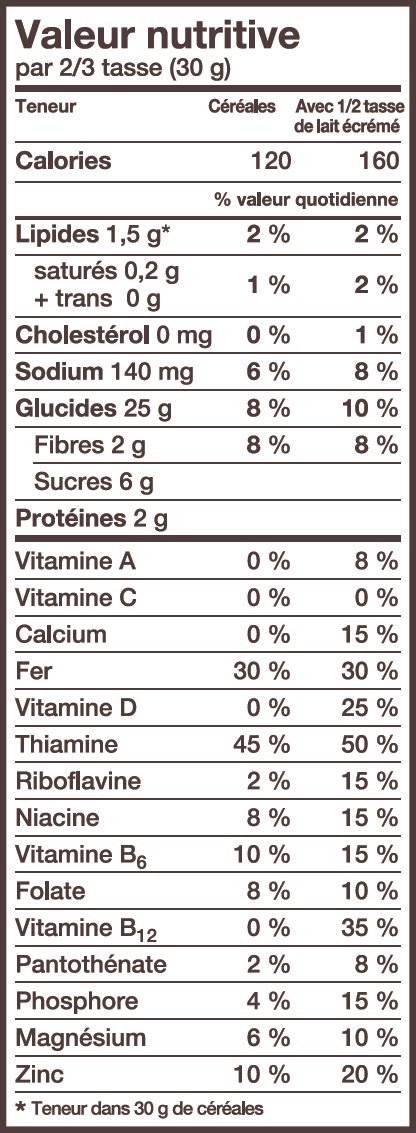 Valeur nutritive
par 2/3 tasse (30 g)
Teneur Céréales Avec 1/2 tasse
de lait écrémé
Calories 120 160
% valeur quotidienne
Lipides 1,5 g* 2 % 2 %
saturés 0,2 g
+ trans 0 g 1 % 2 %
Cholestérol 0 mg 0 % 1 %
Sodium 140 mg 6 % 8 %
Glucides 25 g 8 % 10 %
Fibres 2 g 8 % 8 %
Sucres 6 g
Protéines 2 g
Vitamine A 0 % 8 %
Vitamine C 0 % 0 %
Calcium 0 % 15 %
Fer 30 % 30 %
Vitamine D 0 % 25 %
Thiamine 45 % 50 %
Riboflavine 2 % 15 %
Niacine 8 % 15 %
Vitamine B6 10 % 15 %
Folate 8 % 10 %
Vitamine B12 0 % 35 %
Pantothénate 2 % 8 %
Phosphore 4 % 15 %
Magnésium 6 % 10 %
Zinc 10 % 20 %
* Teneur dans 30 g de céréales